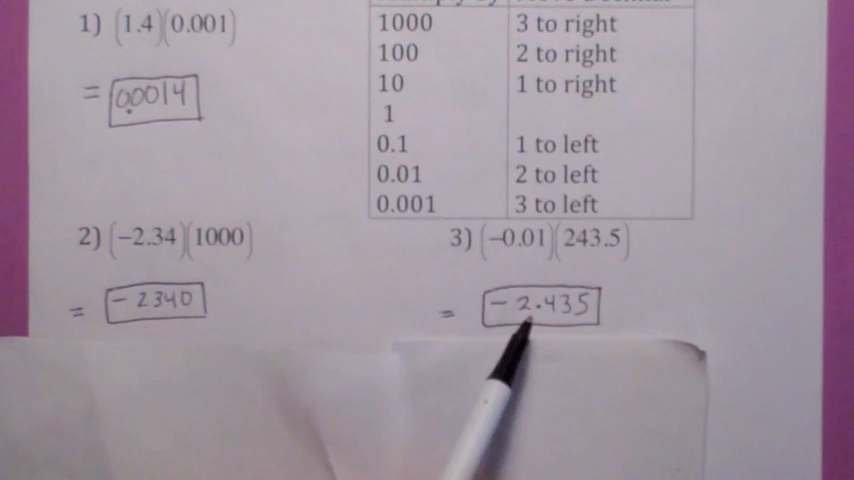 1) (1.4)(0.001)
= 0.0014
1000 3 to right
100 2 to right
10 1 to right
1
0.1 1 to left
0.01 2 to left
0.001 3 to left
2) (−2.34)(1000)
= -2340
3) (−0.01)(243.5)
= -2.435